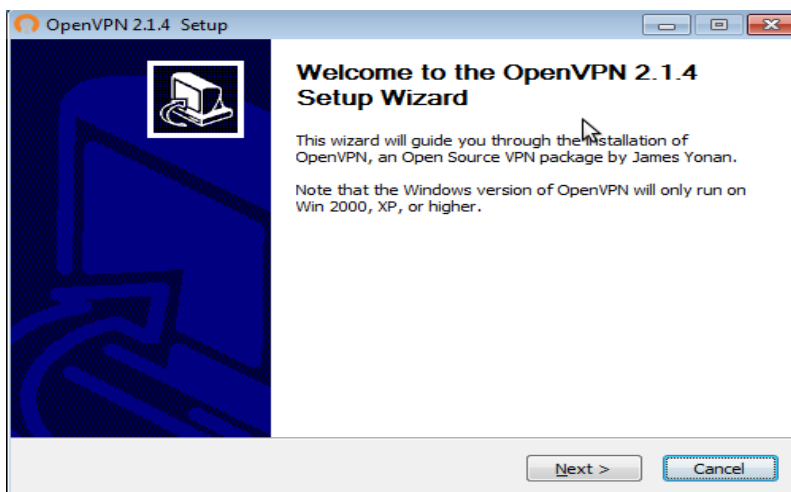 OpenVPN 2.1.4 Setup
Welcome to the OpenVPN 2.1.4
Setup Wizard
This wizard will guide you through the installation of
OpenVPN, an Open Source VPN package by James Yonan.
Note that the Windows version of OpenVPN will only run on
Win 2000, XP, or higher.
Next >
Cancel